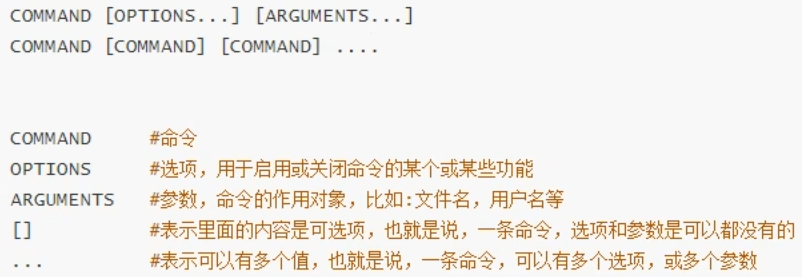 COMMAND [OPTIONS...] [ARGUMENTS...]
COMMAND [COMMAND] [COMMAND] ....
COMMAND #命令
OPTIONS #选项，用于启用或关闭命令的某个或某些功能
ARGUMENTS #参数，命令的作用对象，比如:文件名，用户名等
[] #表示里面的内容是可选项，也就是说，一条命令，选项和参数是可以都没有的
... #表示可以有多个值，也就是说，一条命令，可以有多个选项，或多个参数